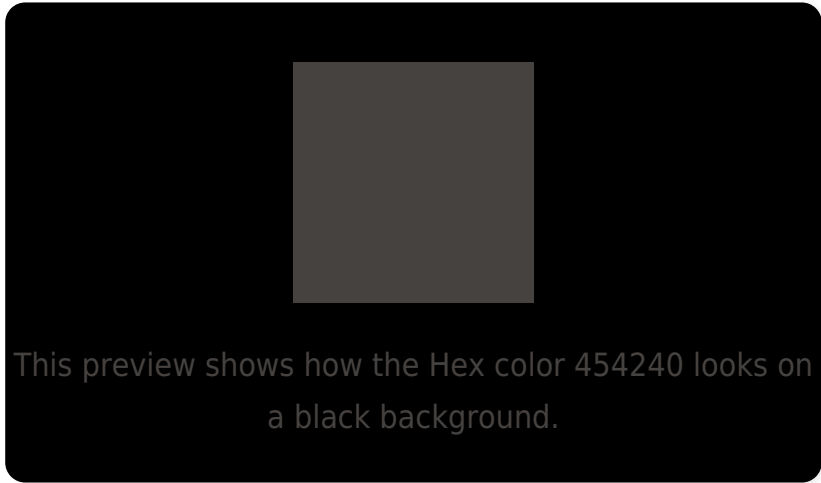 This preview shows how the Hex color 454240 looks on
a black background.